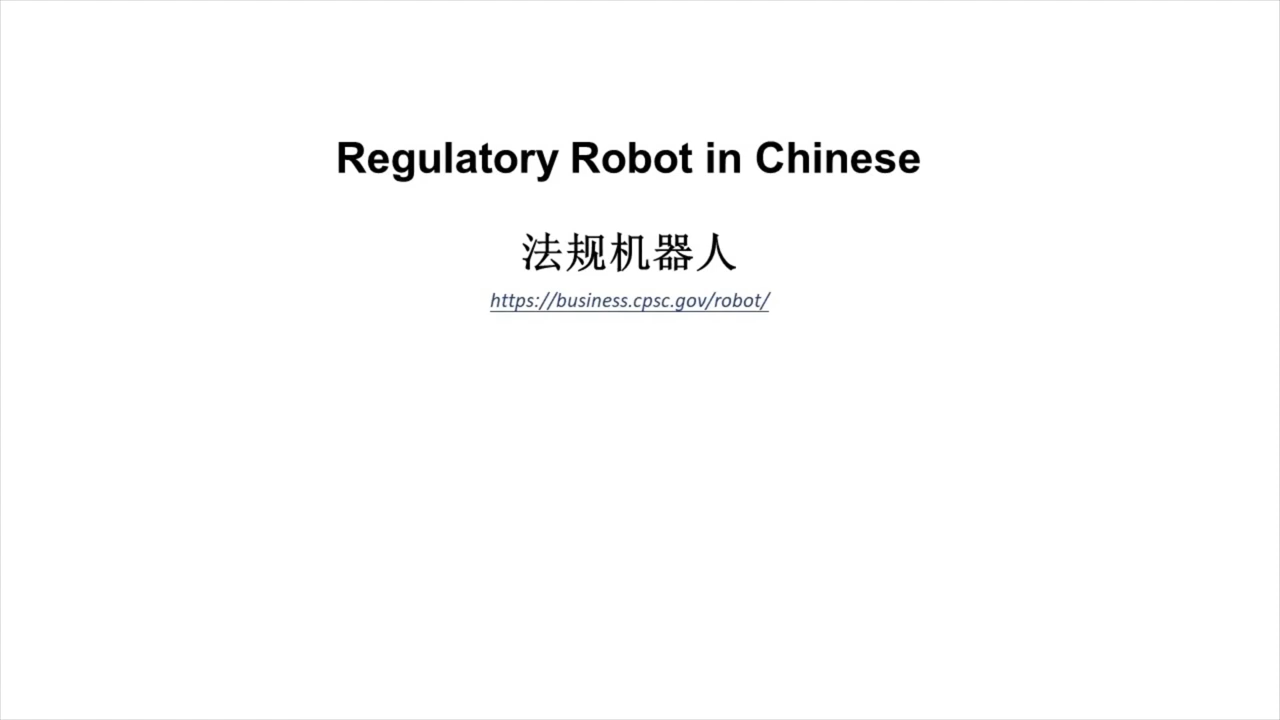 Regulatory Robot in Chinese
法规机器人
https://business.cpsc.gov/robot/